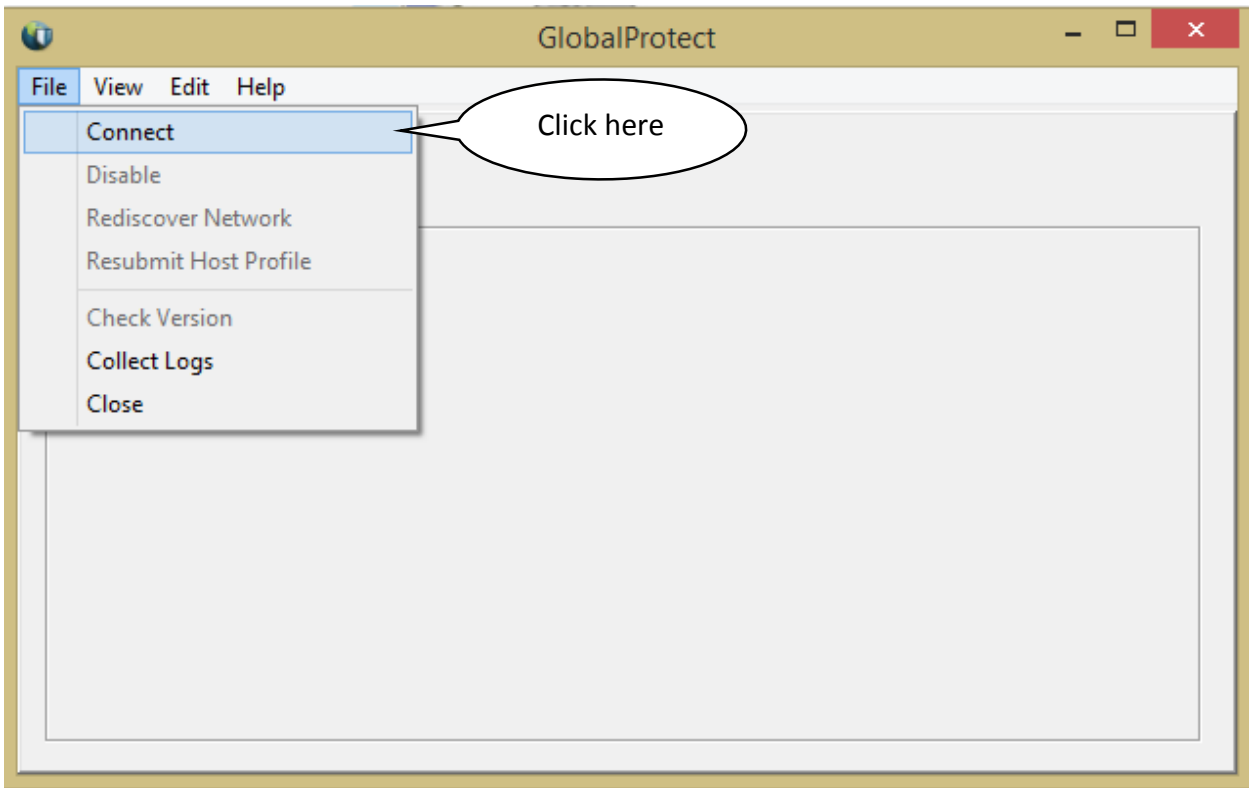 GlobalProtect
File View Edit Help
Connect
Click here
Disable
Rediscover Network
Resubmit Host Profile
Check Version
Collect Logs
Close